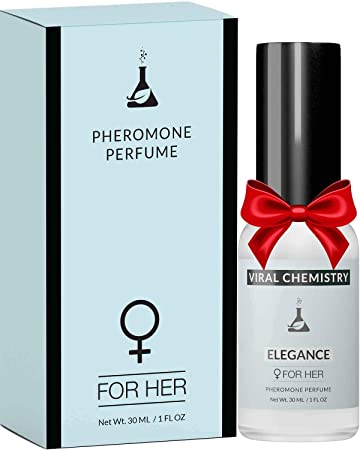 PHEROMONE
PERFUME
FOR HER
Net Wt. 30 ML / 1 FL OZ
VIRAL CHEMISTRY
ELEGANCE
♀FOR HER
PHEROMONE PERFUME
NET WT. 30 ML / 1 FL OZ